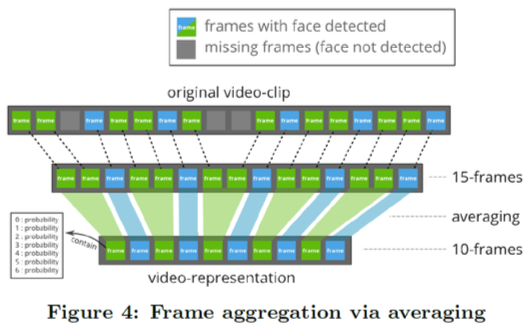 frame
frames with face detected
missing frames (face not detected)
original video-clip
frame frame frame frame frame frame frame frame frame frame frame frame frame frame frame
frame frame frame frame frame frame frame frame frame frame frame frame frame frame frame
15-frames
averaging
0 : probability
1 : probability
2 : probability
3 : probability
4 : probability
5 : probability
6 : probability
contain
frame frame frame frame frame frame frame frame frame frame
10-frames
video-representation
Figure 4: Frame aggregation via averaging